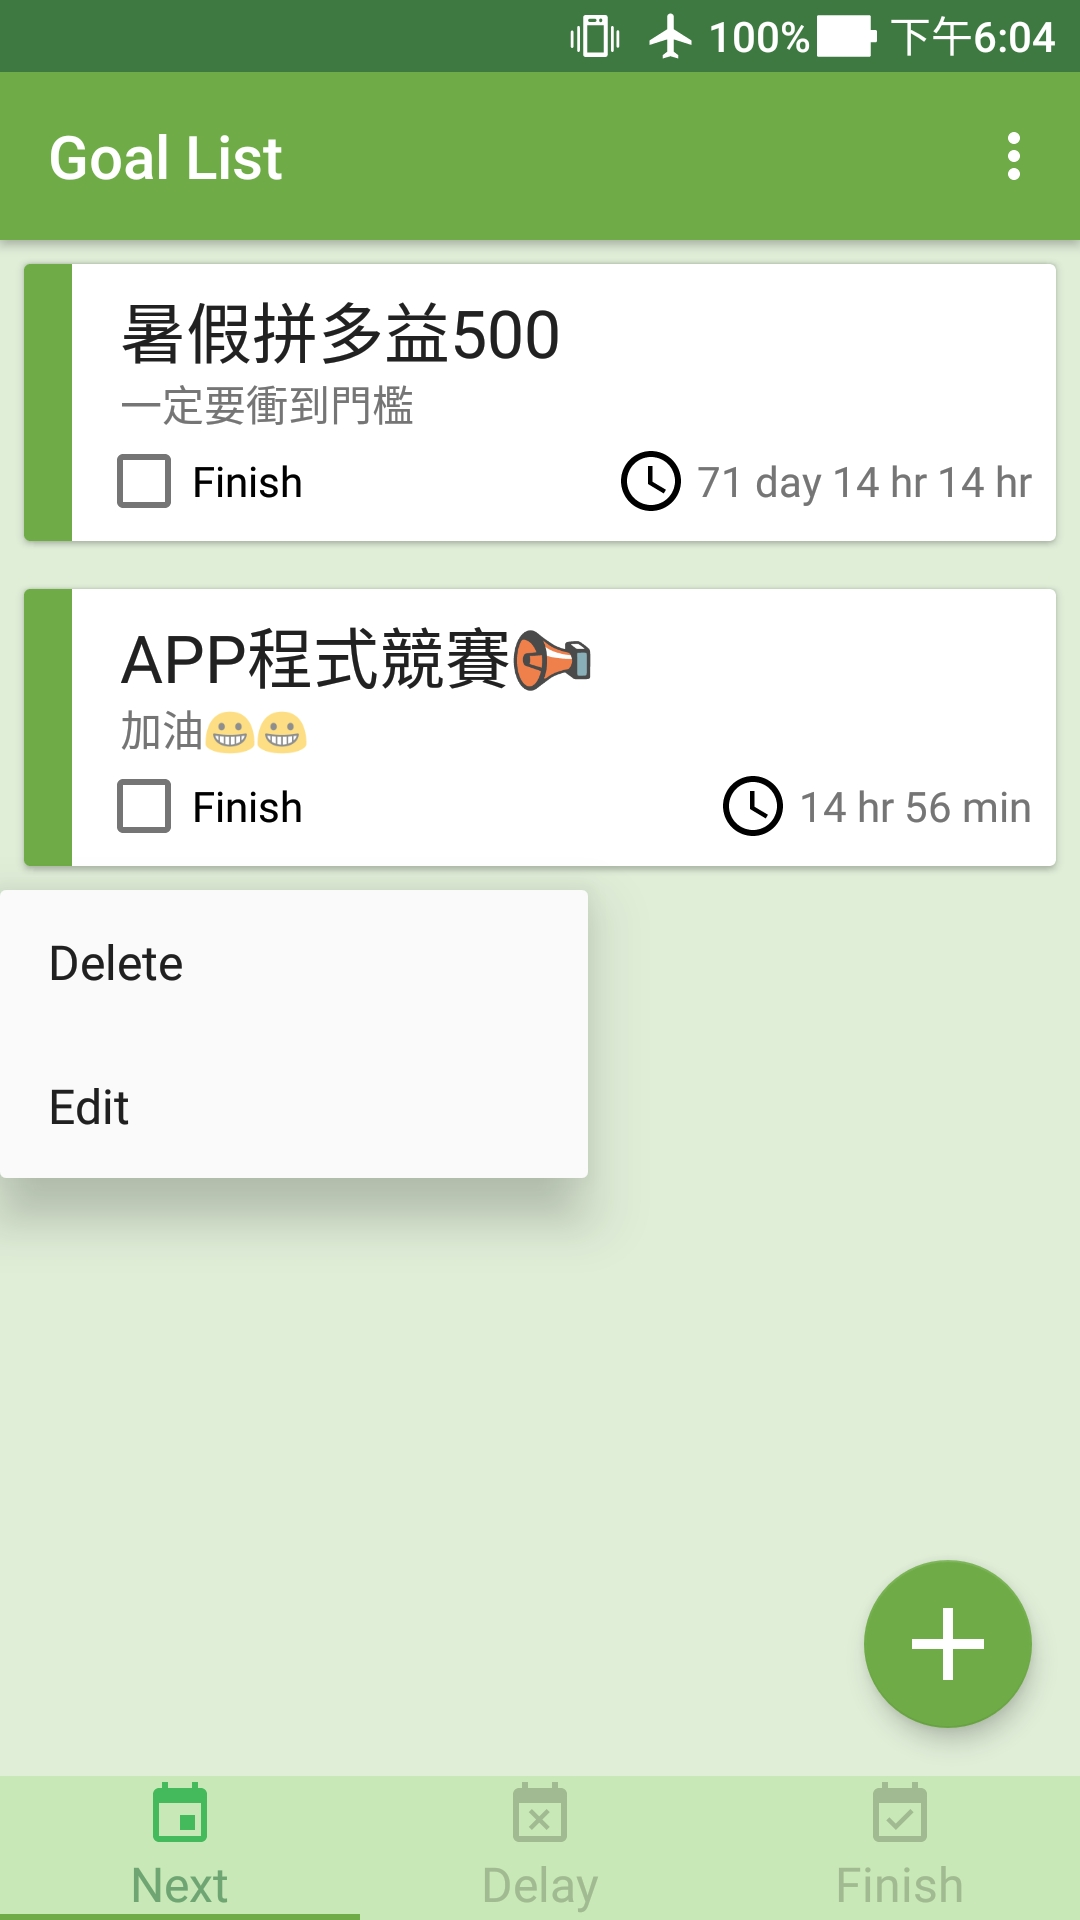 100% 下午6:04
Goal List
暑假拼多益500
一定要衝到門檻
Finish 71 day 14 hr 14 hr
APP程式競賽
加油😀😀
Finish 14 hr 56 min
Delete
Edit
Next Delay Finish